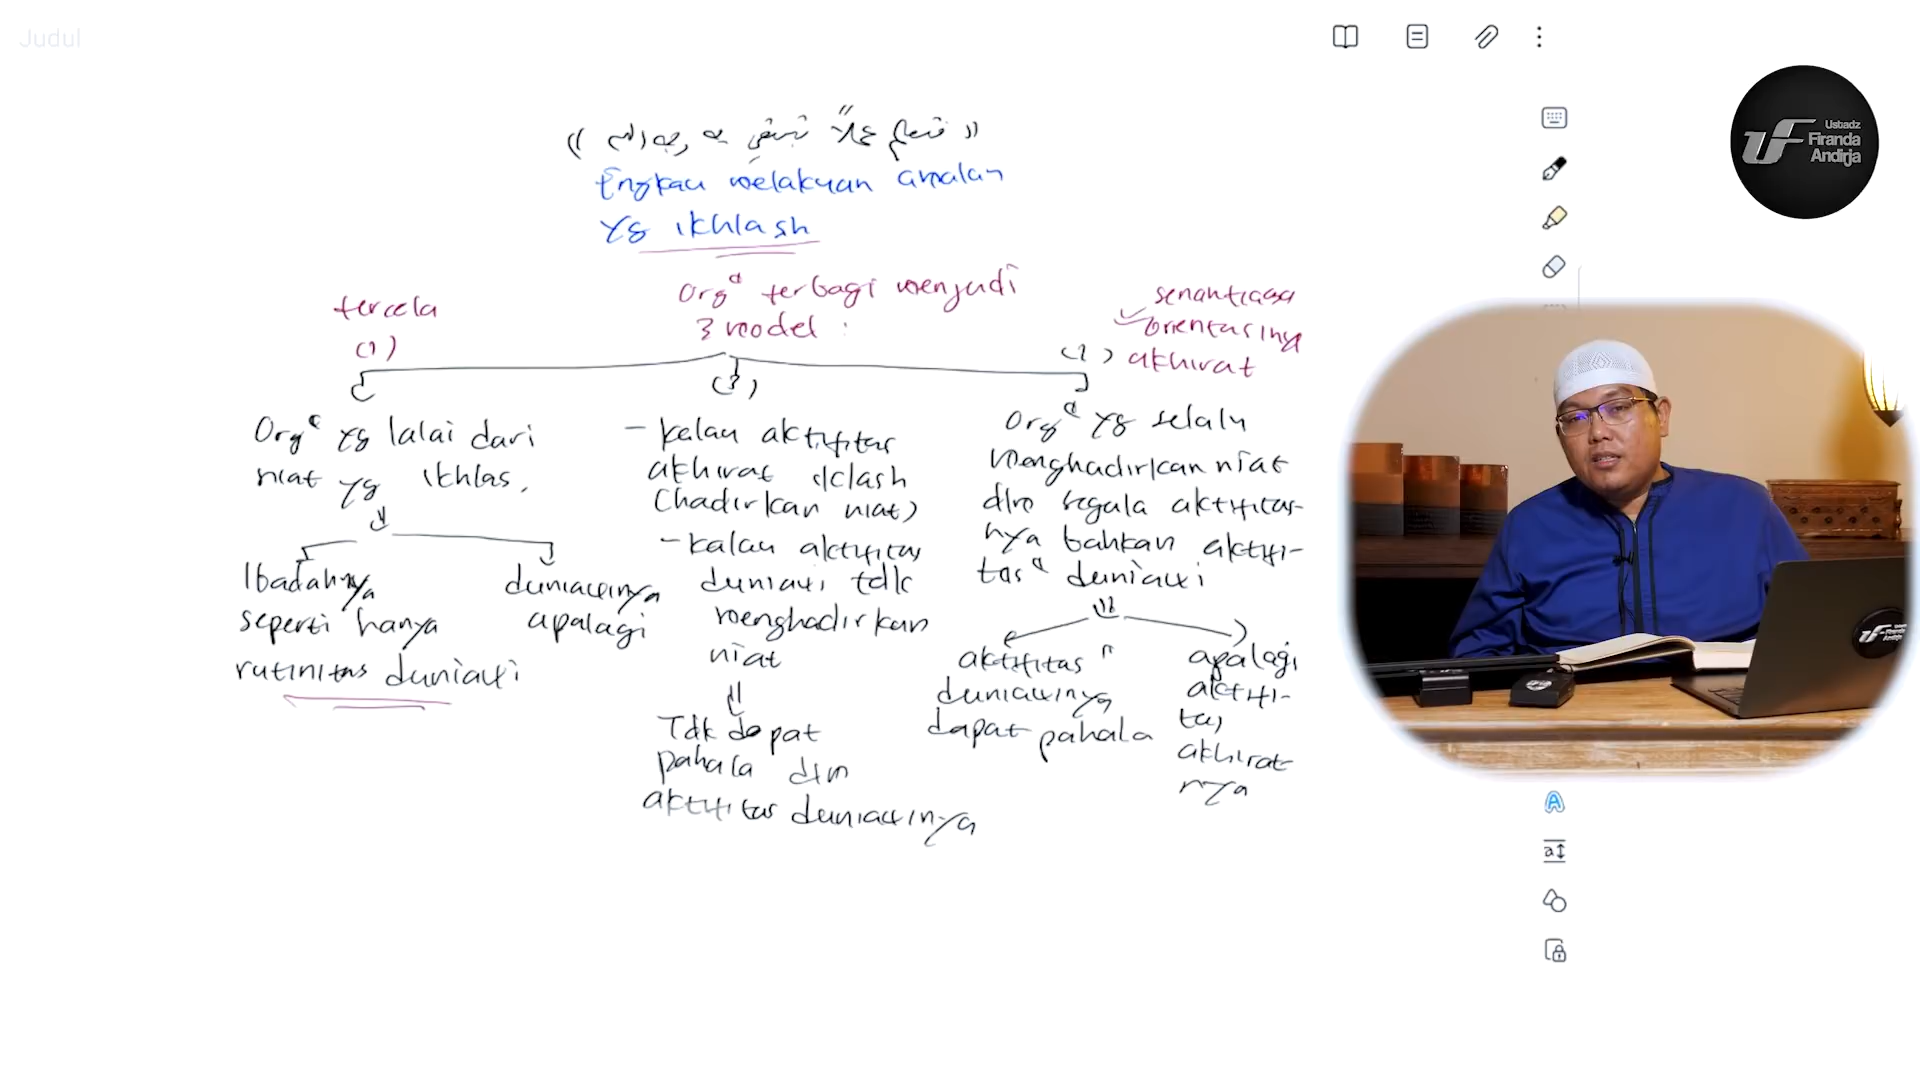 Judul
Ustadz
Firanda
Andirja
« فتعمل عملاً تبتغي به وجه الله »
Engkau melakukan amalan
yg ikhlash
Org² terbagi menjadi
3 model :
tercela
(1)
Org² yg lalai dari
niat yg ikhlas,
Ibadahnya
seperti hanya
rutinitas duniawi
duniawinya
apalagi
(3)
- kalau aktifitas
akhirat iklash
(hadirkan niat)
- kalau aktifitas
duniawi tdk
menghadirkan
niat
Tdk dapat
pahala dlm
aktifitas duniawinya
senantiasa
orientasinya
akhirat
Org² yg selalu
menghadirkan niat
dlm segala aktifitas-
nya bahkan aktifi-
tas² duniawi
aktifitas²
duniawinya
dapat pahala
apalagi
aktifi-
tas
akhirat
nya